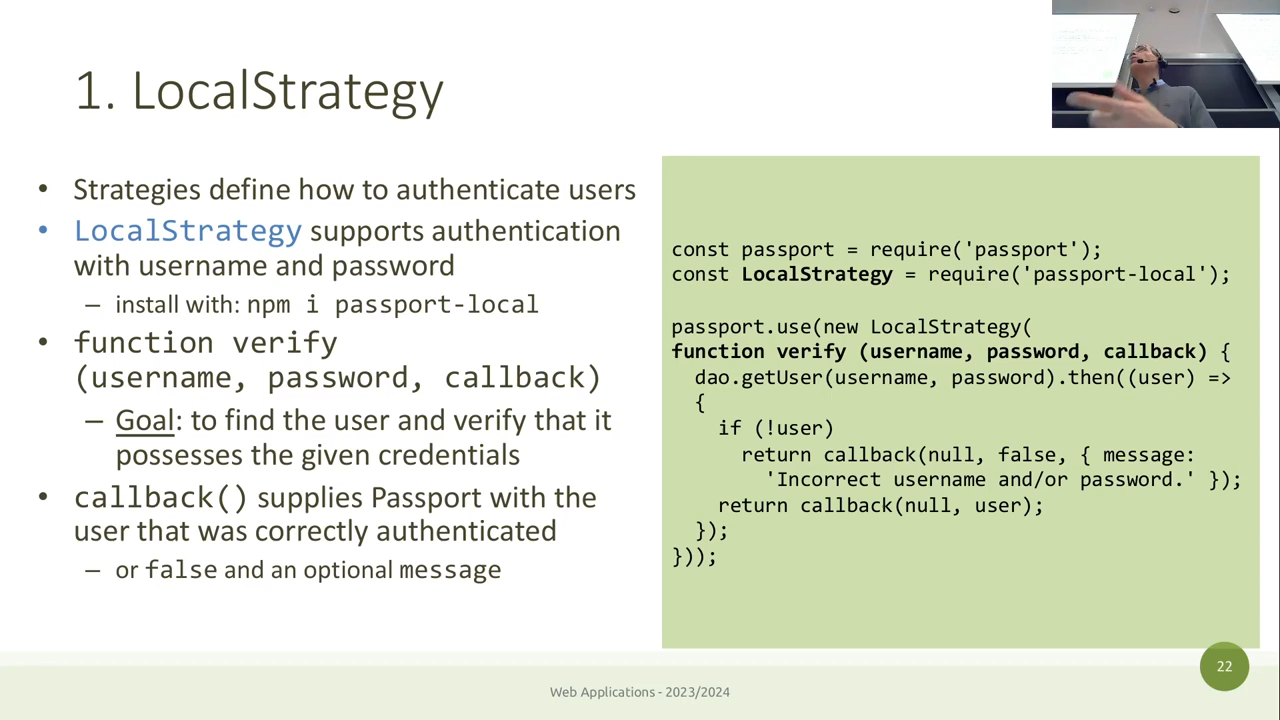 1. LocalStrategy
• Strategies define how to authenticate users
• LocalStrategy supports authentication
with username and password
– install with: npm i passport-local
• function verify
(username, password, callback)
– Goal: to find the user and verify that it
possesses the given credentials
• callback() supplies Passport with the
user that was correctly authenticated
– or false and an optional message
const passport = require('passport');
const LocalStrategy = require('passport-local');
passport.use(new LocalStrategy(
function verify (username, password, callback) {
dao.getUser(username, password).then((user) =>
{
if (!user)
return callback(null, false, { message:
'Incorrect username and/or password.' });
return callback(null, user);
});
}));
22
Web Applications - 2023/2024